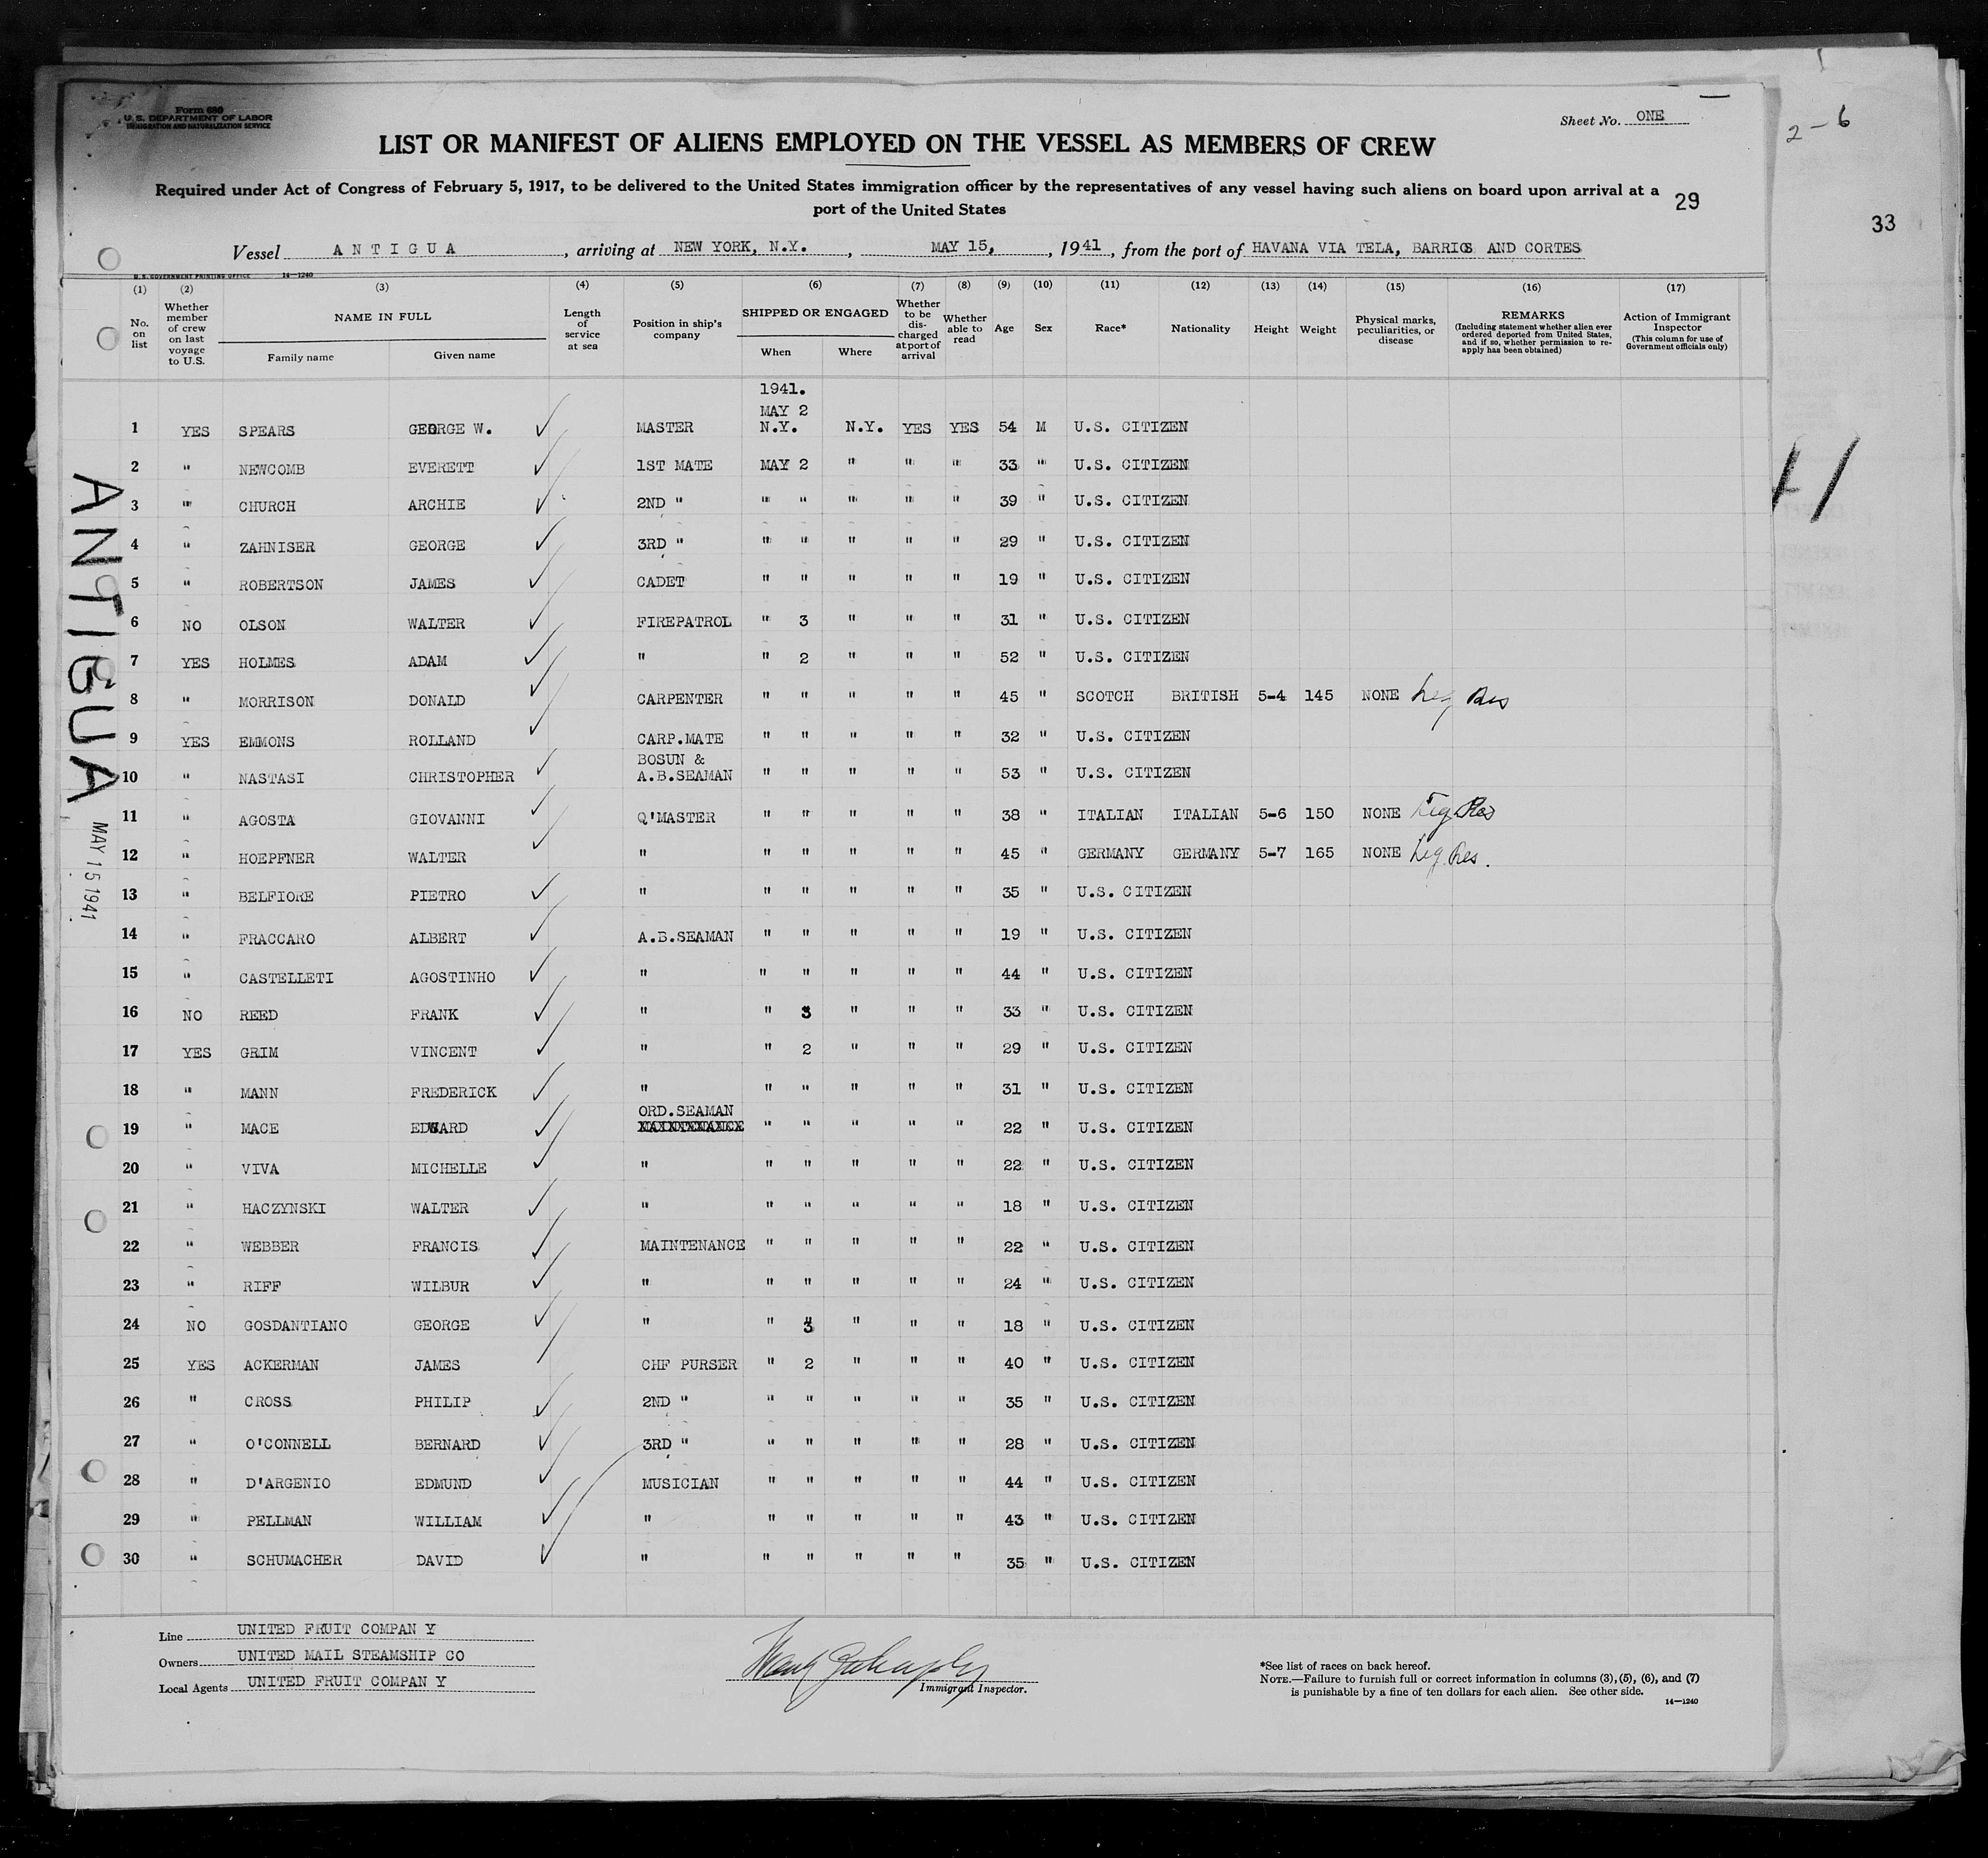 Form 680
U. S. DEPARTMENT OF LABOR
IMMIGRATION AND NATURALIZATION SERVICE
Sheet No. ONE
2-6
LIST OR MANIFEST OF ALIENS EMPLOYED ON THE VESSEL AS MEMBERS OF CREW
Required under Act of Congress of February 5, 1917, to be delivered to the United States immigration officer by the representatives of any vessel having such aliens on board upon arrival at a
port of the United States
29
33
Vessel ANTIGUA, arriving at NEW YORK, N.Y., MAY 15, 1941, from the port of HAVANA VIA TELA, BARRIOS AND CORTES
U. S. GOVERNMENT PRINTING OFFICE 14-1240
(1) (2) (3) (4) (5) (6) (7) (8) (9) (10) (11) (12) (13) (14) (15) (16) (17)
No. on list
Whether member of crew on last voyage to U.S.
NAME IN FULL
Family name Given name
Length of service at sea
Position in ship's company
SHIPPED OR ENGAGED
When Where
Whether to be discharged at port of arrival
Whether able to read
Age Sex Race* Nationality Height Weight
Physical marks, peculiarities, or disease
REMARKS
(Including statement whether alien ever ordered deported from United States, and if so, whether permission to re-apply has been obtained)
Action of Immigrant Inspector
(This column for use of Government officials only)
1941.
MAY 2
1 YES SPEARS GEORGE W. MASTER N.Y. N.Y. YES YES 54 M U.S. CITIZEN
2 " NEWCOMB EVERETT 1ST MATE MAY 2 " " " 33 " U.S. CITIZEN
3 " CHURCH ARCHIE 2ND " " " " " " 39 " U.S. CITIZEN
4 " ZAHNISER GEORGE 3RD " " " " " " 29 " U.S. CITIZEN
5 " ROBERTSON JAMES CADET " " " " " 19 " U.S. CITIZEN
6 NO OLSON WALTER FIREPATROL " 3 " " " 31 " U.S. CITIZEN
7 YES HOLMES ADAM " " 2 " " " 52 " U.S. CITIZEN
8 " MORRISON DONALD CARPENTER " " " " " 45 " SCOTCH BRITISH 5-4 145 NONE Leg Res
9 YES EMMONS ROLLAND CARP.MATE " " " " " 32 " U.S. CITIZEN
BOSUN &
10 " NASTASI CHRISTOPHER A.B.SEAMAN " " " " " 53 " U.S. CITIZEN
11 " AGOSTA GIOVANNI Q'MASTER " " " " " 38 " ITALIAN ITALIAN 5-6 150 NONE Leg Res
12 " HOEPFNER WALTER " " " " " " 45 " GERMANY GERMANY 5-7 165 NONE Leg. Res.
13 " BELFIORE PIETRO " " " " " " 35 " U.S. CITIZEN
14 " FRACCARO ALBERT A.B.SEAMAN " " " " " 19 " U.S. CITIZEN
15 " CASTELLETI AGOSTINHO " " " " " " 44 " U.S. CITIZEN
16 NO REED FRANK " " 3 " " " 33 " U.S. CITIZEN
17 YES GRIM VINCENT " " 2 " " " 29 " U.S. CITIZEN
18 " MANN FREDERICK " " " " " " 31 " U.S. CITIZEN
ORD.SEAMAN
19 " MACE EDWARD MAINTENANCE " " " " " 22 " U.S. CITIZEN
20 " VIVA MICHELLE " " " " " " 22 " U.S. CITIZEN
21 " HACZYNSKI WALTER " " " " " " 18 " U.S. CITIZEN
22 " WEBBER FRANCIS MAINTENANCE " " " " " 22 " U.S. CITIZEN
23 " RIFF WILBUR " " " " " " 24 " U.S. CITIZEN
24 NO GOSDANTIANO GEORGE " " 3 " " " 18 " U.S. CITIZEN
25 YES ACKERMAN JAMES CHF PURSER " 2 " " " 40 " U.S. CITIZEN
26 " CROSS PHILIP 2ND " " " " " " 35 " U.S. CITIZEN
27 " O'CONNELL BERNARD 3RD " " " " " " 28 " U.S. CITIZEN
28 " D'ARGENIO EDMUND MUSICIAN " " " " " 44 " U.S. CITIZEN
29 " PELLMAN WILLIAM " " " " " " 43 " U.S. CITIZEN
30 " SCHUMACHER DAVID " " " " " " 35 " U.S. CITIZEN
ANTIGUA
MAY 15 1941
Line UNITED FRUIT COMPAN Y
Owners UNITED MAIL STEAMSHIP CO
Local Agents UNITED FRUIT COMPAN Y
Immigrant Inspector.
*See list of races on back hereof.
NOTE.—Failure to furnish full or correct information in columns (3), (5), (6), and (7)
is punishable by a fine of ten dollars for each alien. See other side.
14-1240